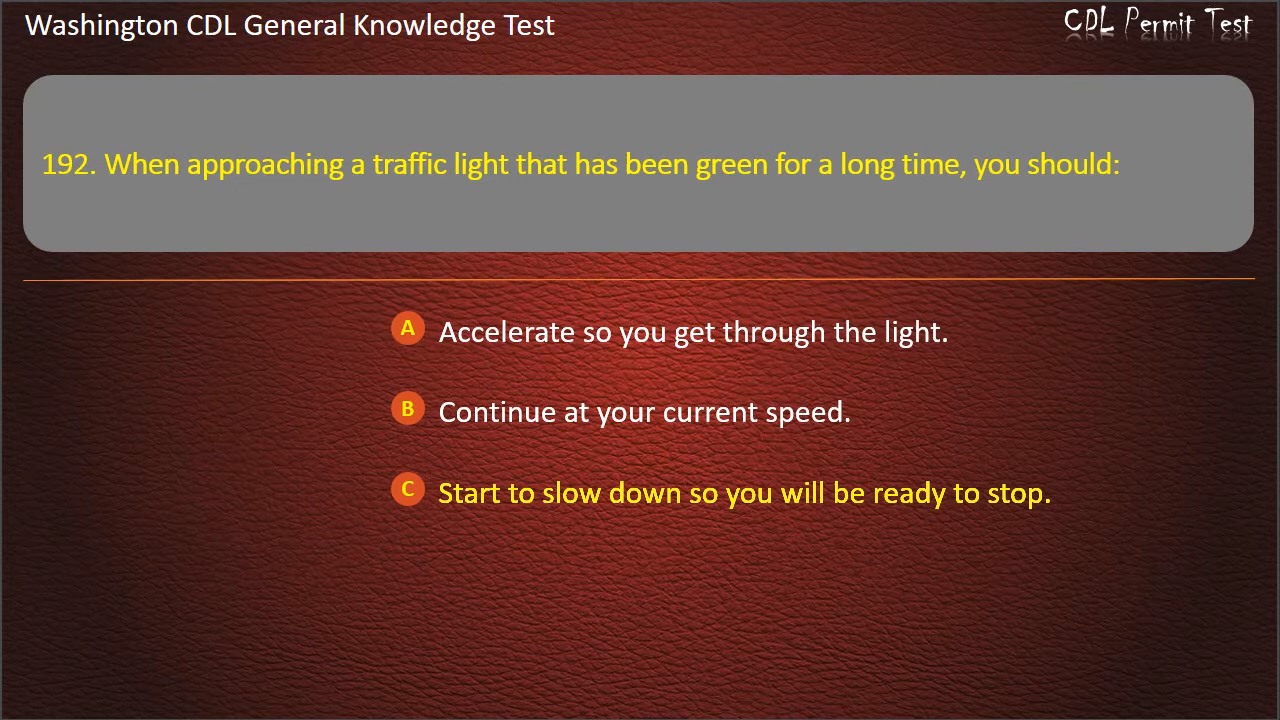 Washington CDL General Knowledge Test
CDL Permit Test
192. When approaching a traffic light that has been green for a long time, you should:
A Accelerate so you get through the light.
B Continue at your current speed.
C Start to slow down so you will be ready to stop.